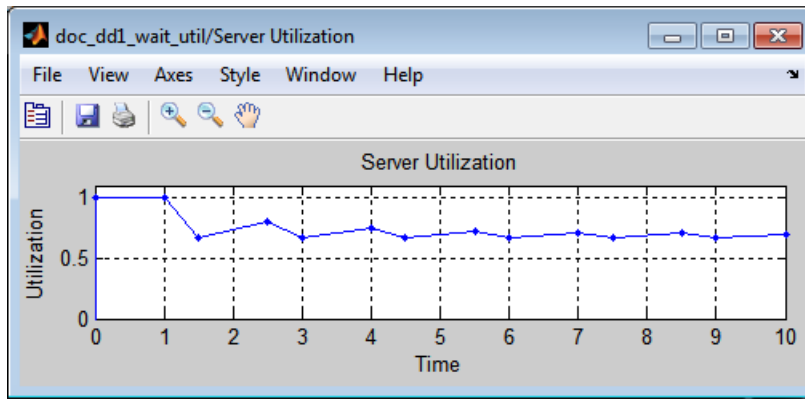 doc_dd1_wait_util/Server Utilization
File View Axes Style Window Help
Server Utilization
Utilization
1
0.5
0
0 1 2 3 4 5 6 7 8 9 10
Time